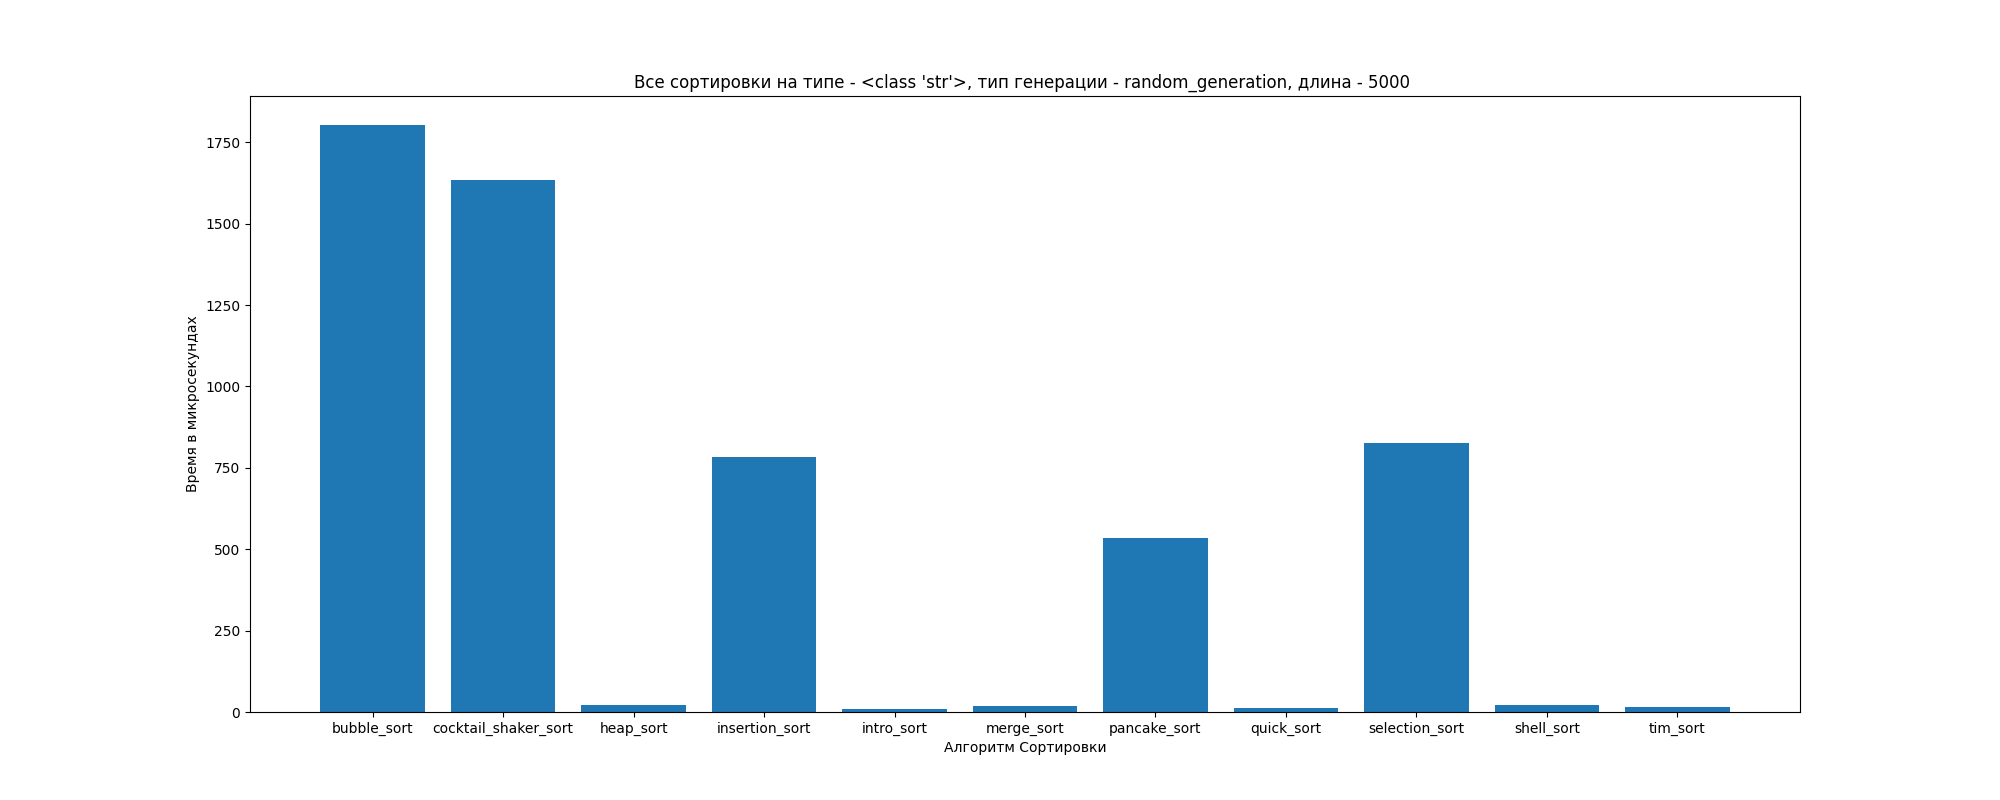 Все сортировки на типе - <class 'str'>, тип генерации - random_generation, длина - 5000
Время в микросекундах
1750
1500
1250
1000
750
500
250
0
bubble_sort cocktail_shaker_sort heap_sort insertion_sort intro_sort merge_sort pancake_sort quick_sort selection_sort shell_sort tim_sort
Алгоритм Сортировки